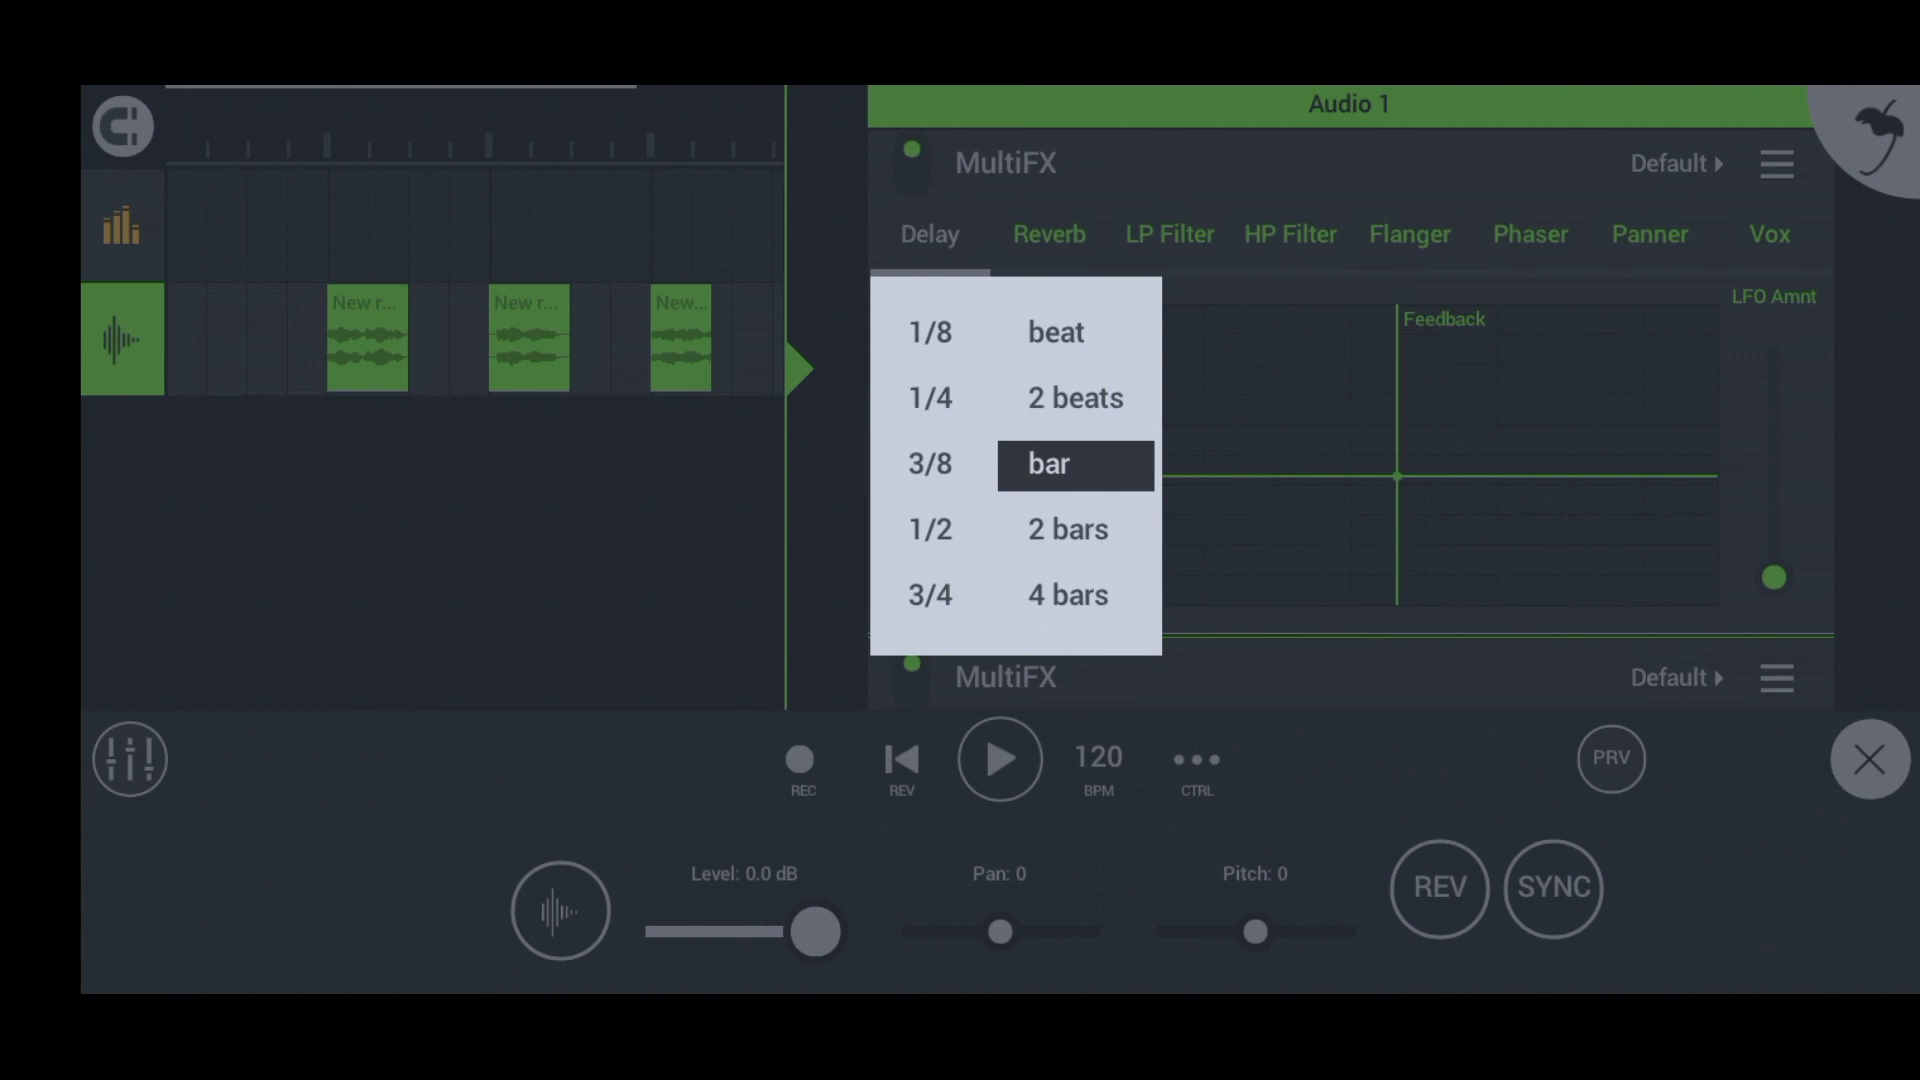 Audio 1
MultiFX
Default
Delay Reverb LP Filter HP Filter Flanger Phaser Panner Vox
LFO Amnt
New r... New r... New...
Feedback
1/8 beat
1/4 2 beats
3/8 bar
1/2 2 bars
3/4 4 bars
MultiFX
Default
120
PRV
REC REV BPM CTRL
Level: 0.0 dB Pan: 0 Pitch: 0
REV SYNC